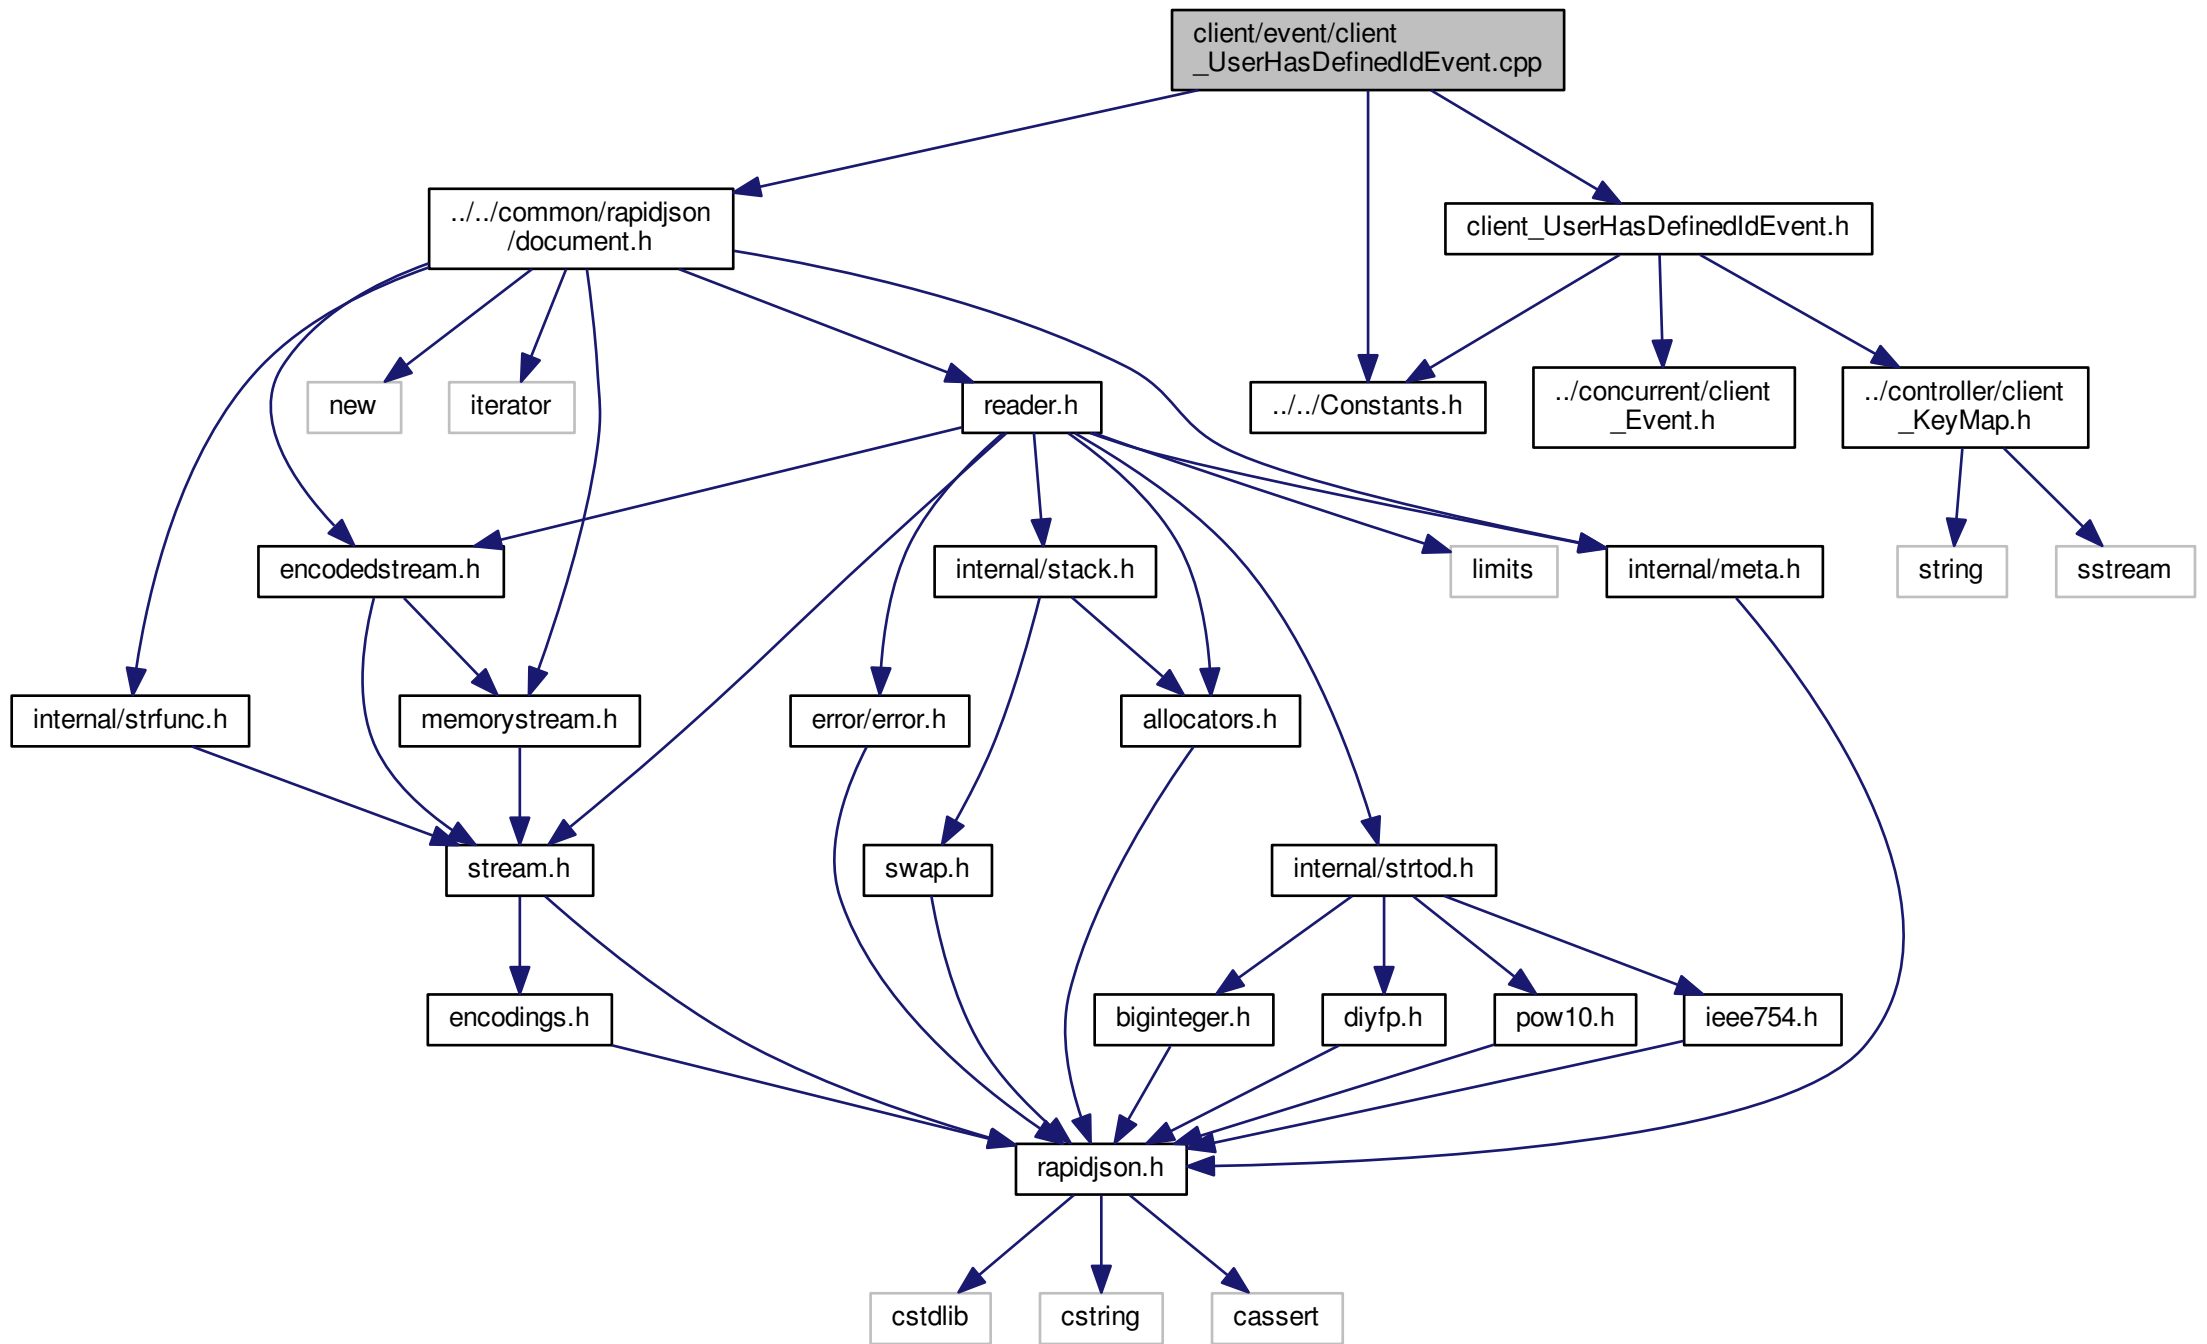 client/event/client
_UserHasDefinedIdEvent.cpp
../../common/rapidjson
/document.h
client_UserHasDefinedIdEvent.h
new
iterator
reader.h
../../Constants.h
../concurrent/client
_Event.h
../controller/client
_KeyMap.h
encodedstream.h
internal/stack.h
limits
internal/meta.h
string
sstream
internal/strfunc.h
memorystream.h
error/error.h
allocators.h
stream.h
swap.h
internal/strtod.h
encodings.h
biginteger.h
diyfp.h
pow10.h
ieee754.h
rapidjson.h
cstdlib
cstring
cassert